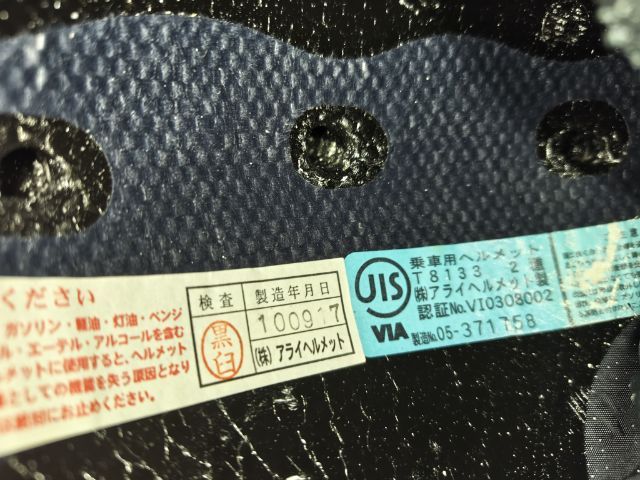 ください
ガソリン・軽油・灯油・ベンジ
ル・エーテル・アルコールを含む
に使用すると、ヘルメット
としての機能を失う原因となり
にお止めください。
検査
黒臼
製造年月日
100917
(株)アライヘルメット
JIS
VIA
乗車用ヘルメット
T8133 2種
(株)アライヘルメット製
認証No.VI0308002
製造No.05-371758